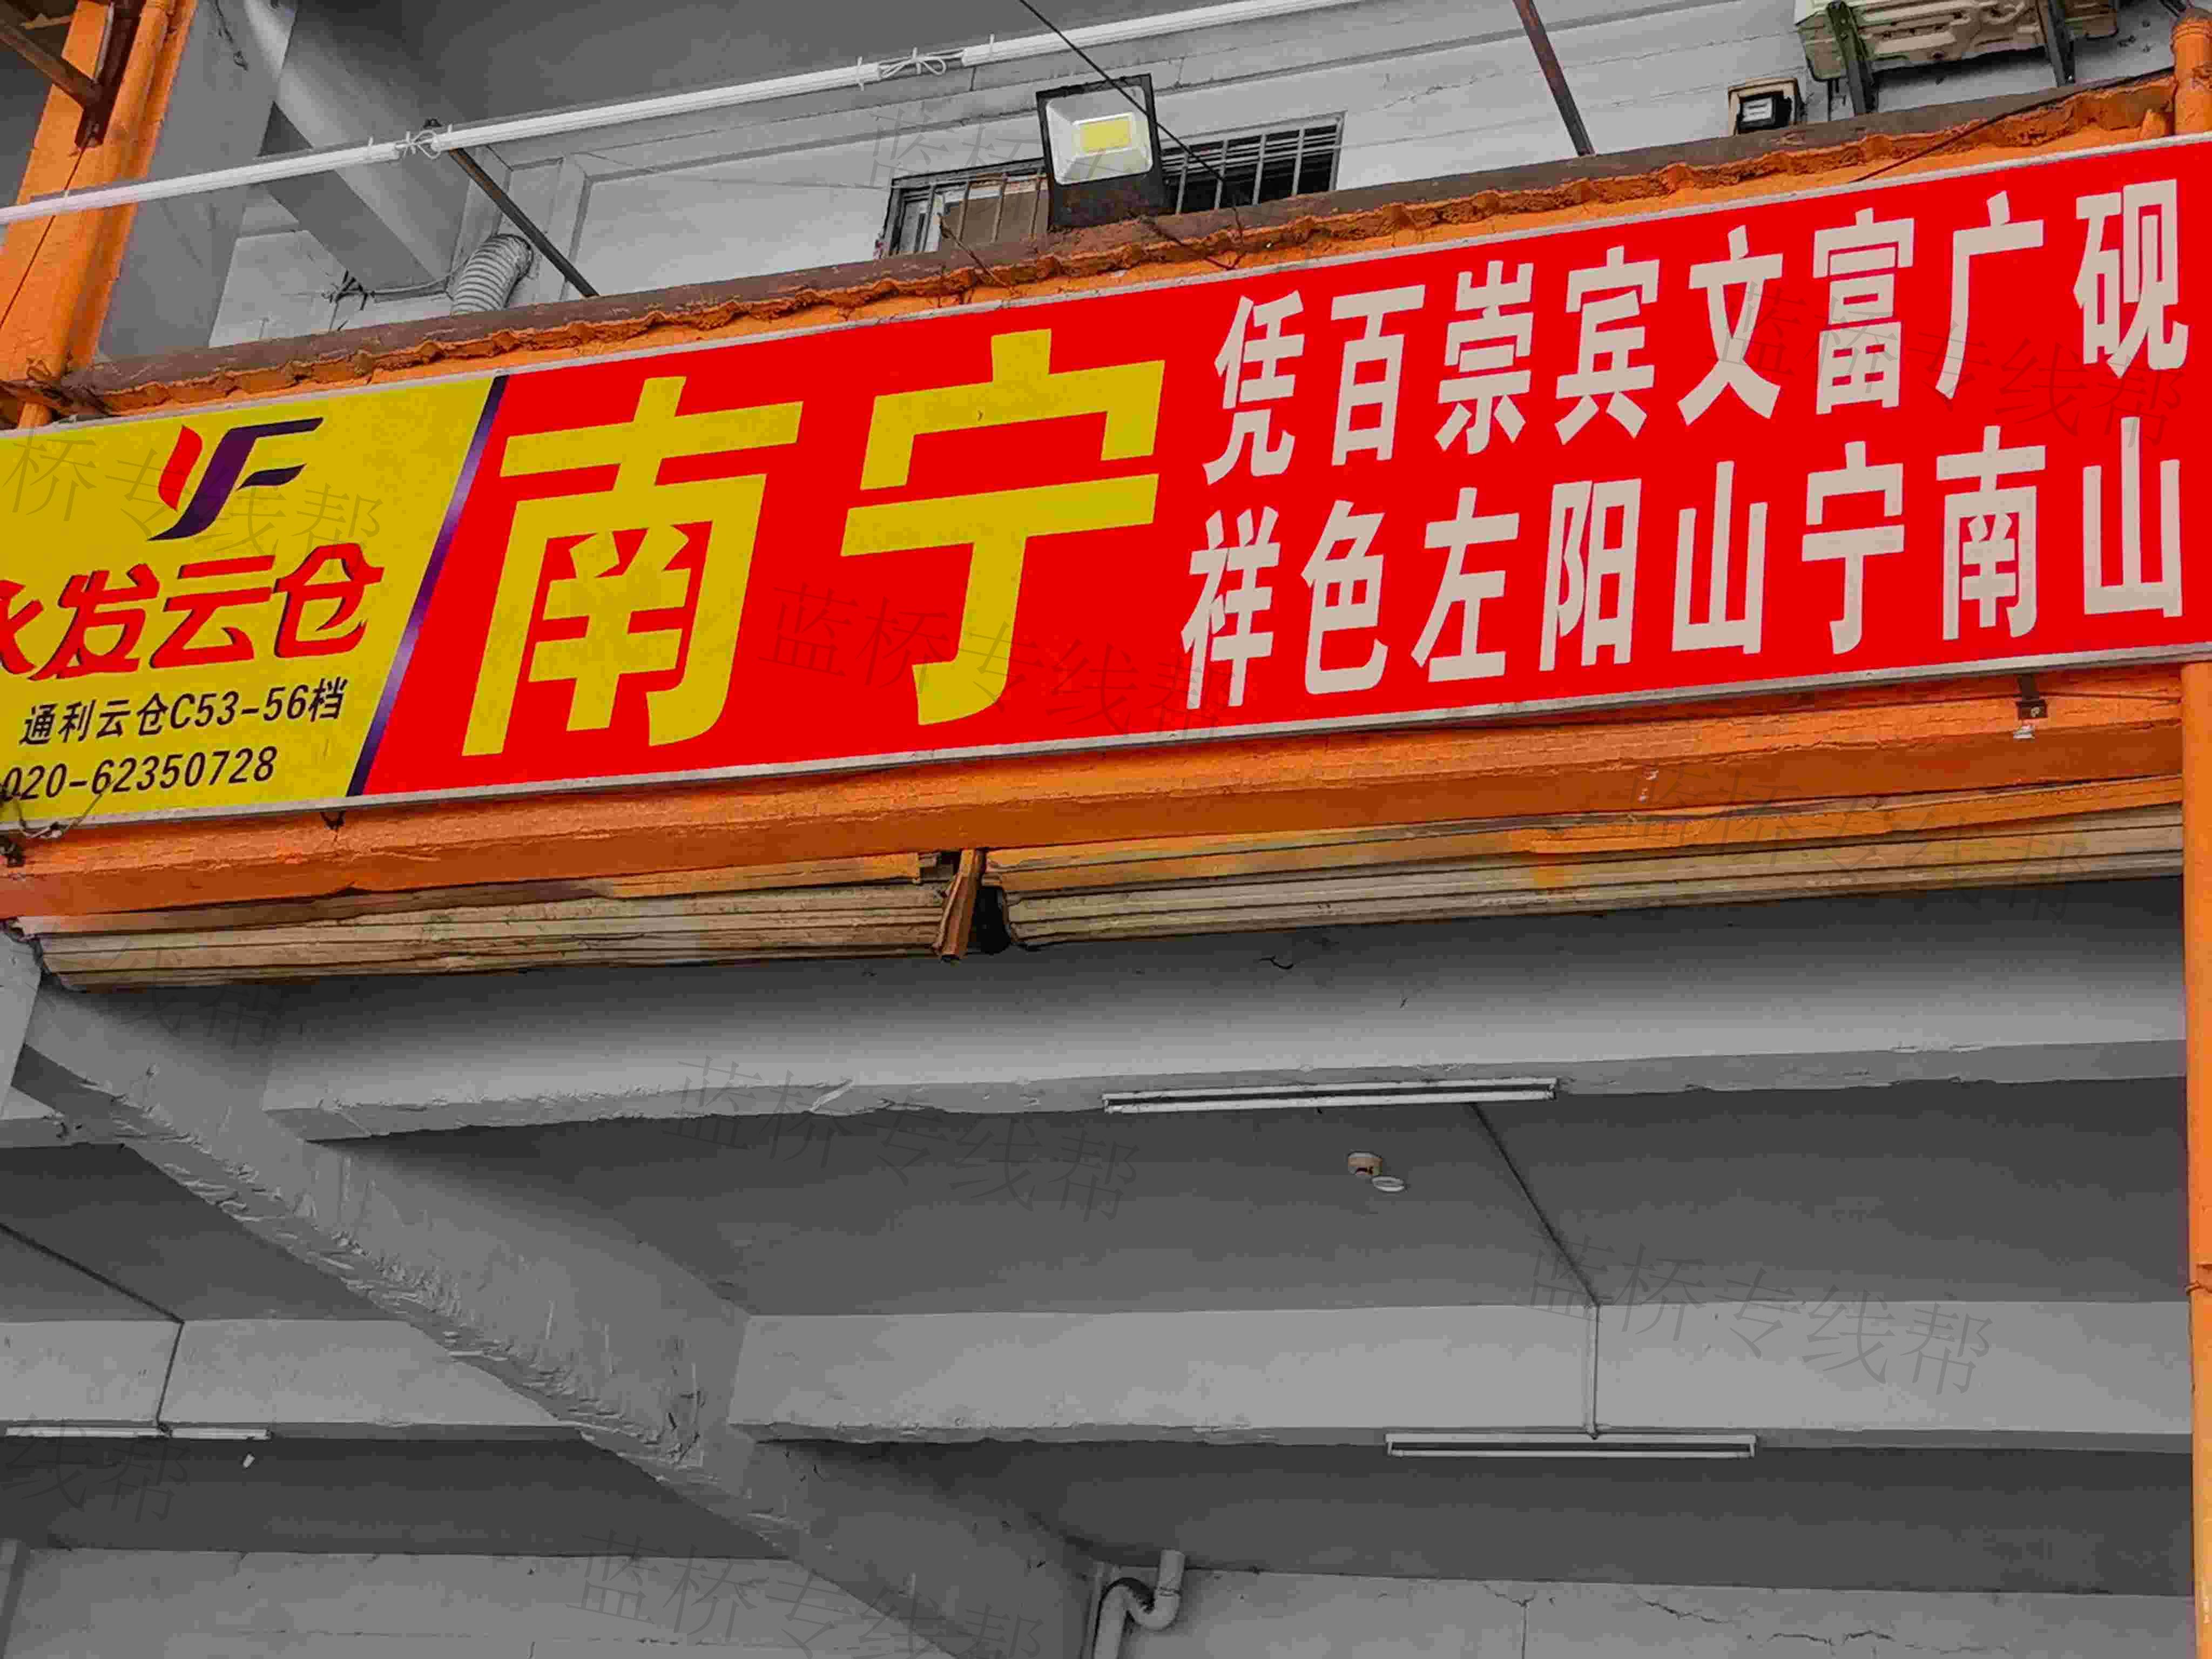 YF
永发云仓
通利云仓C53-56档
020-62350728
南宁
凭百崇宾文富广砚
祥色左阳山宁南山
蓝桥专线帮